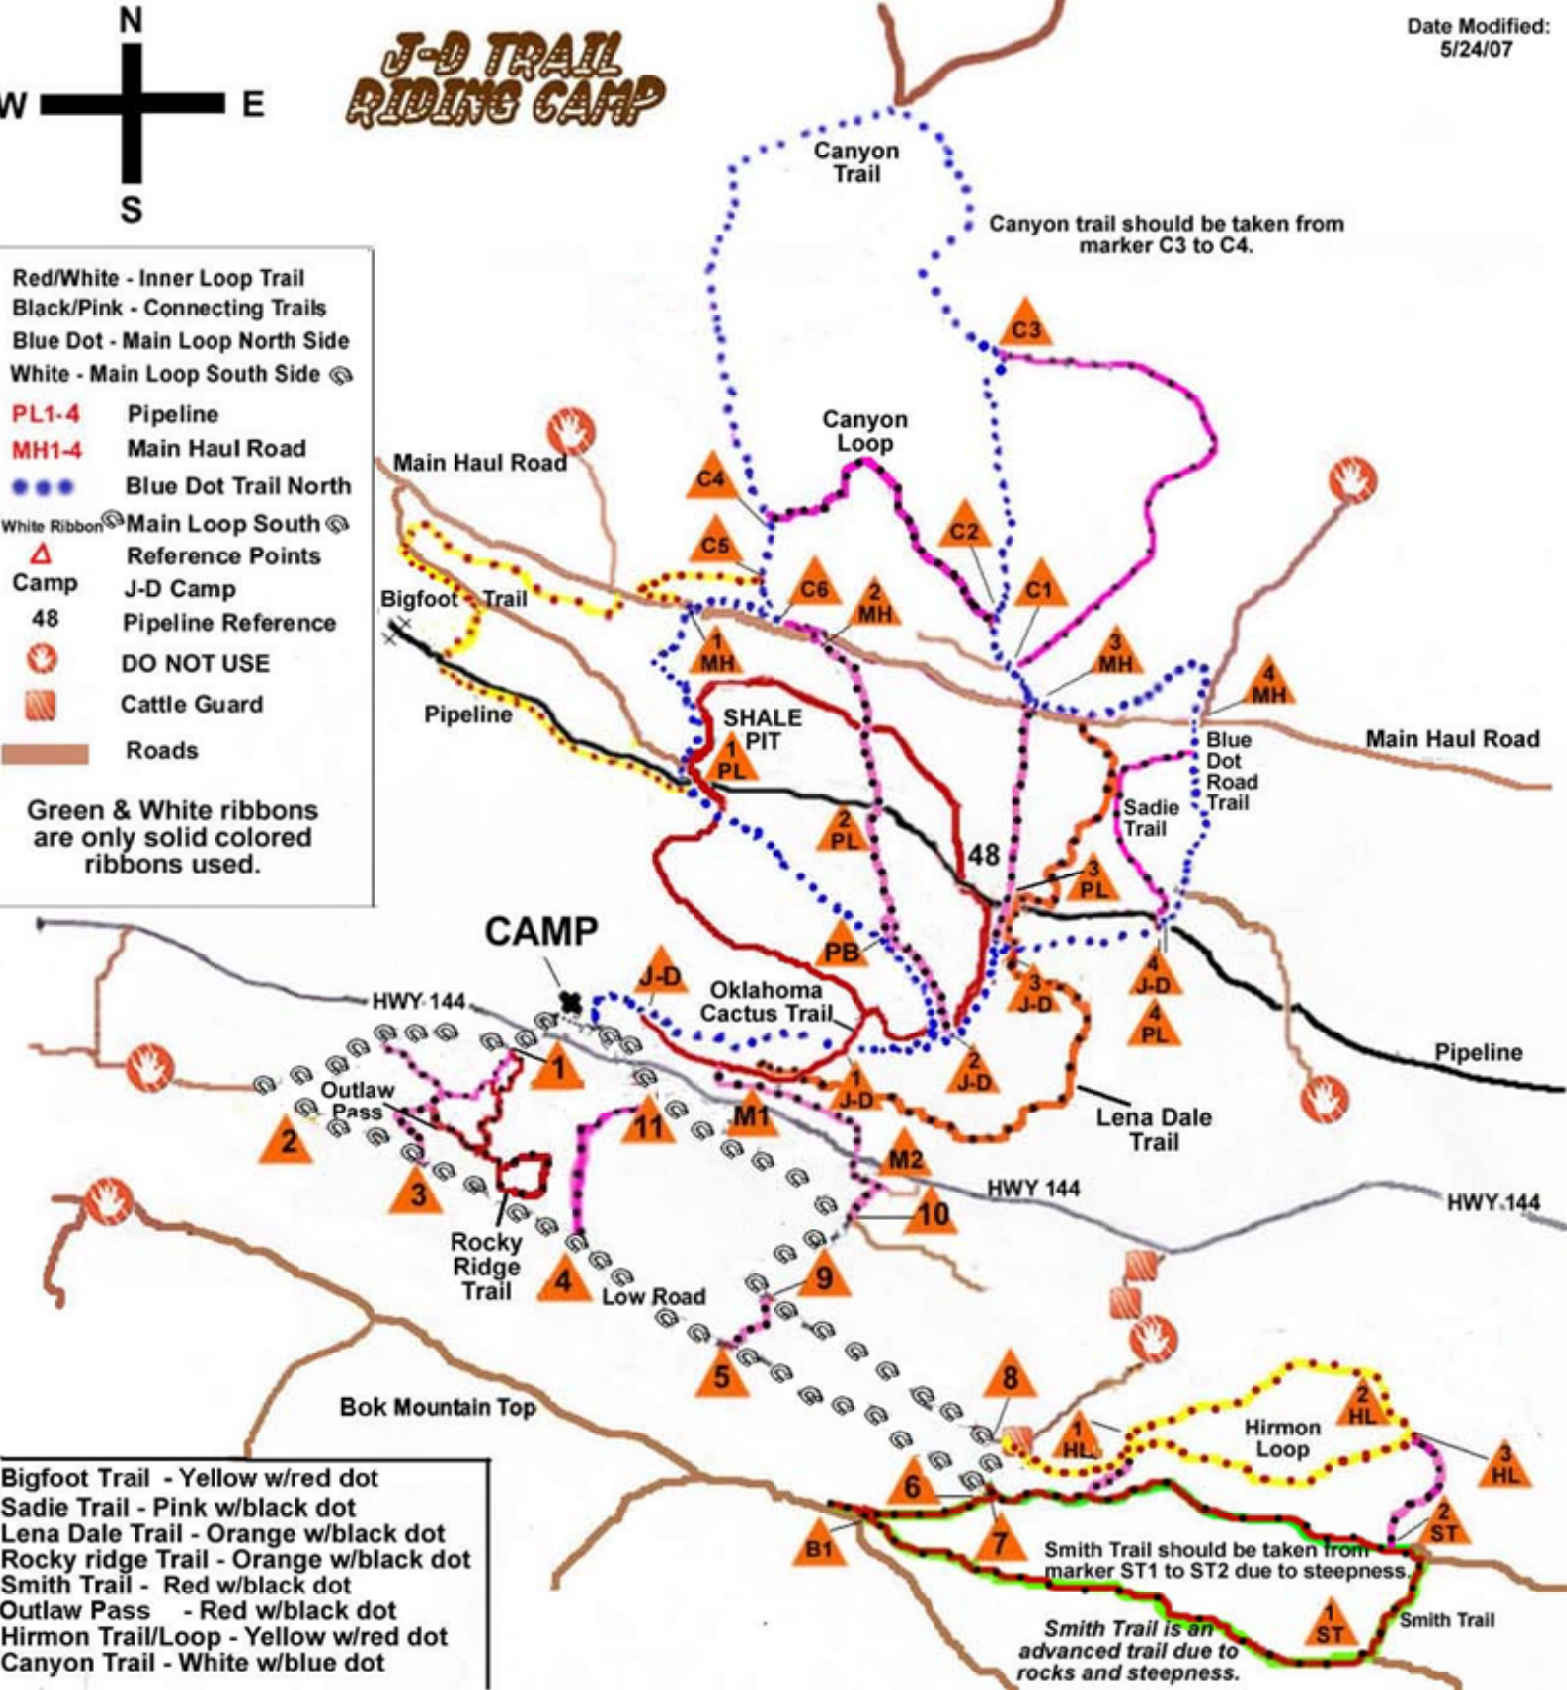 N
W
E
S
J-D TRAIL
RIDING CAMP
Date Modified:
5/24/07
Canyon
Trail
Canyon trail should be taken from
marker C3 to C4.
Red/White - Inner Loop Trail
Black/Pink - Connecting Trails
Blue Dot - Main Loop North Side
White - Main Loop South Side
PL1-4 Pipeline
MH1-4 Main Haul Road
Blue Dot Trail North
White Ribbon Main Loop South
Reference Points
Camp J-D Camp
48 Pipeline Reference
DO NOT USE
Cattle Guard
Roads
Green & White ribbons
are only solid colored
ribbons used.
C3
Canyon
Loop
Main Haul Road
C4
C5
C2
C6
2
MH
C1
Bigfoot Trail
1
MH
3
MH
4
MH
Pipeline
SHALE
PIT
1
PL
Blue
Dot
Road
Trail
Main Haul Road
Sadie
Trail
2
PL
48
3
PL
CAMP
PB
J-D
Oklahoma
Cactus Trail
3
J-D
4
J-D
4
PL
HWY 144
Pipeline
1
2
J-D
1
J-D
Outlaw
Pass
2
11
M1
Lena Dale
Trail
3
M2
HWY 144
HWY 144
10
Rocky
Ridge
Trail
4
9
Low Road
5
8
Bok Mountain Top
1
HL
Hirmon
Loop
2
HL
3
HL
6
7
B1
2
ST
Smith Trail should be taken from
marker ST1 to ST2 due to steepness.
1
ST
Smith Trail
Smith Trail is an
advanced trail due to
rocks and steepness.
Bigfoot Trail - Yellow w/red dot
Sadie Trail - Pink w/black dot
Lena Dale Trail - Orange w/black dot
Rocky ridge Trail - Orange w/black dot
Smith Trail - Red w/black dot
Outlaw Pass - Red w/black dot
Hirmon Trail/Loop - Yellow w/red dot
Canyon Trail - White w/blue dot